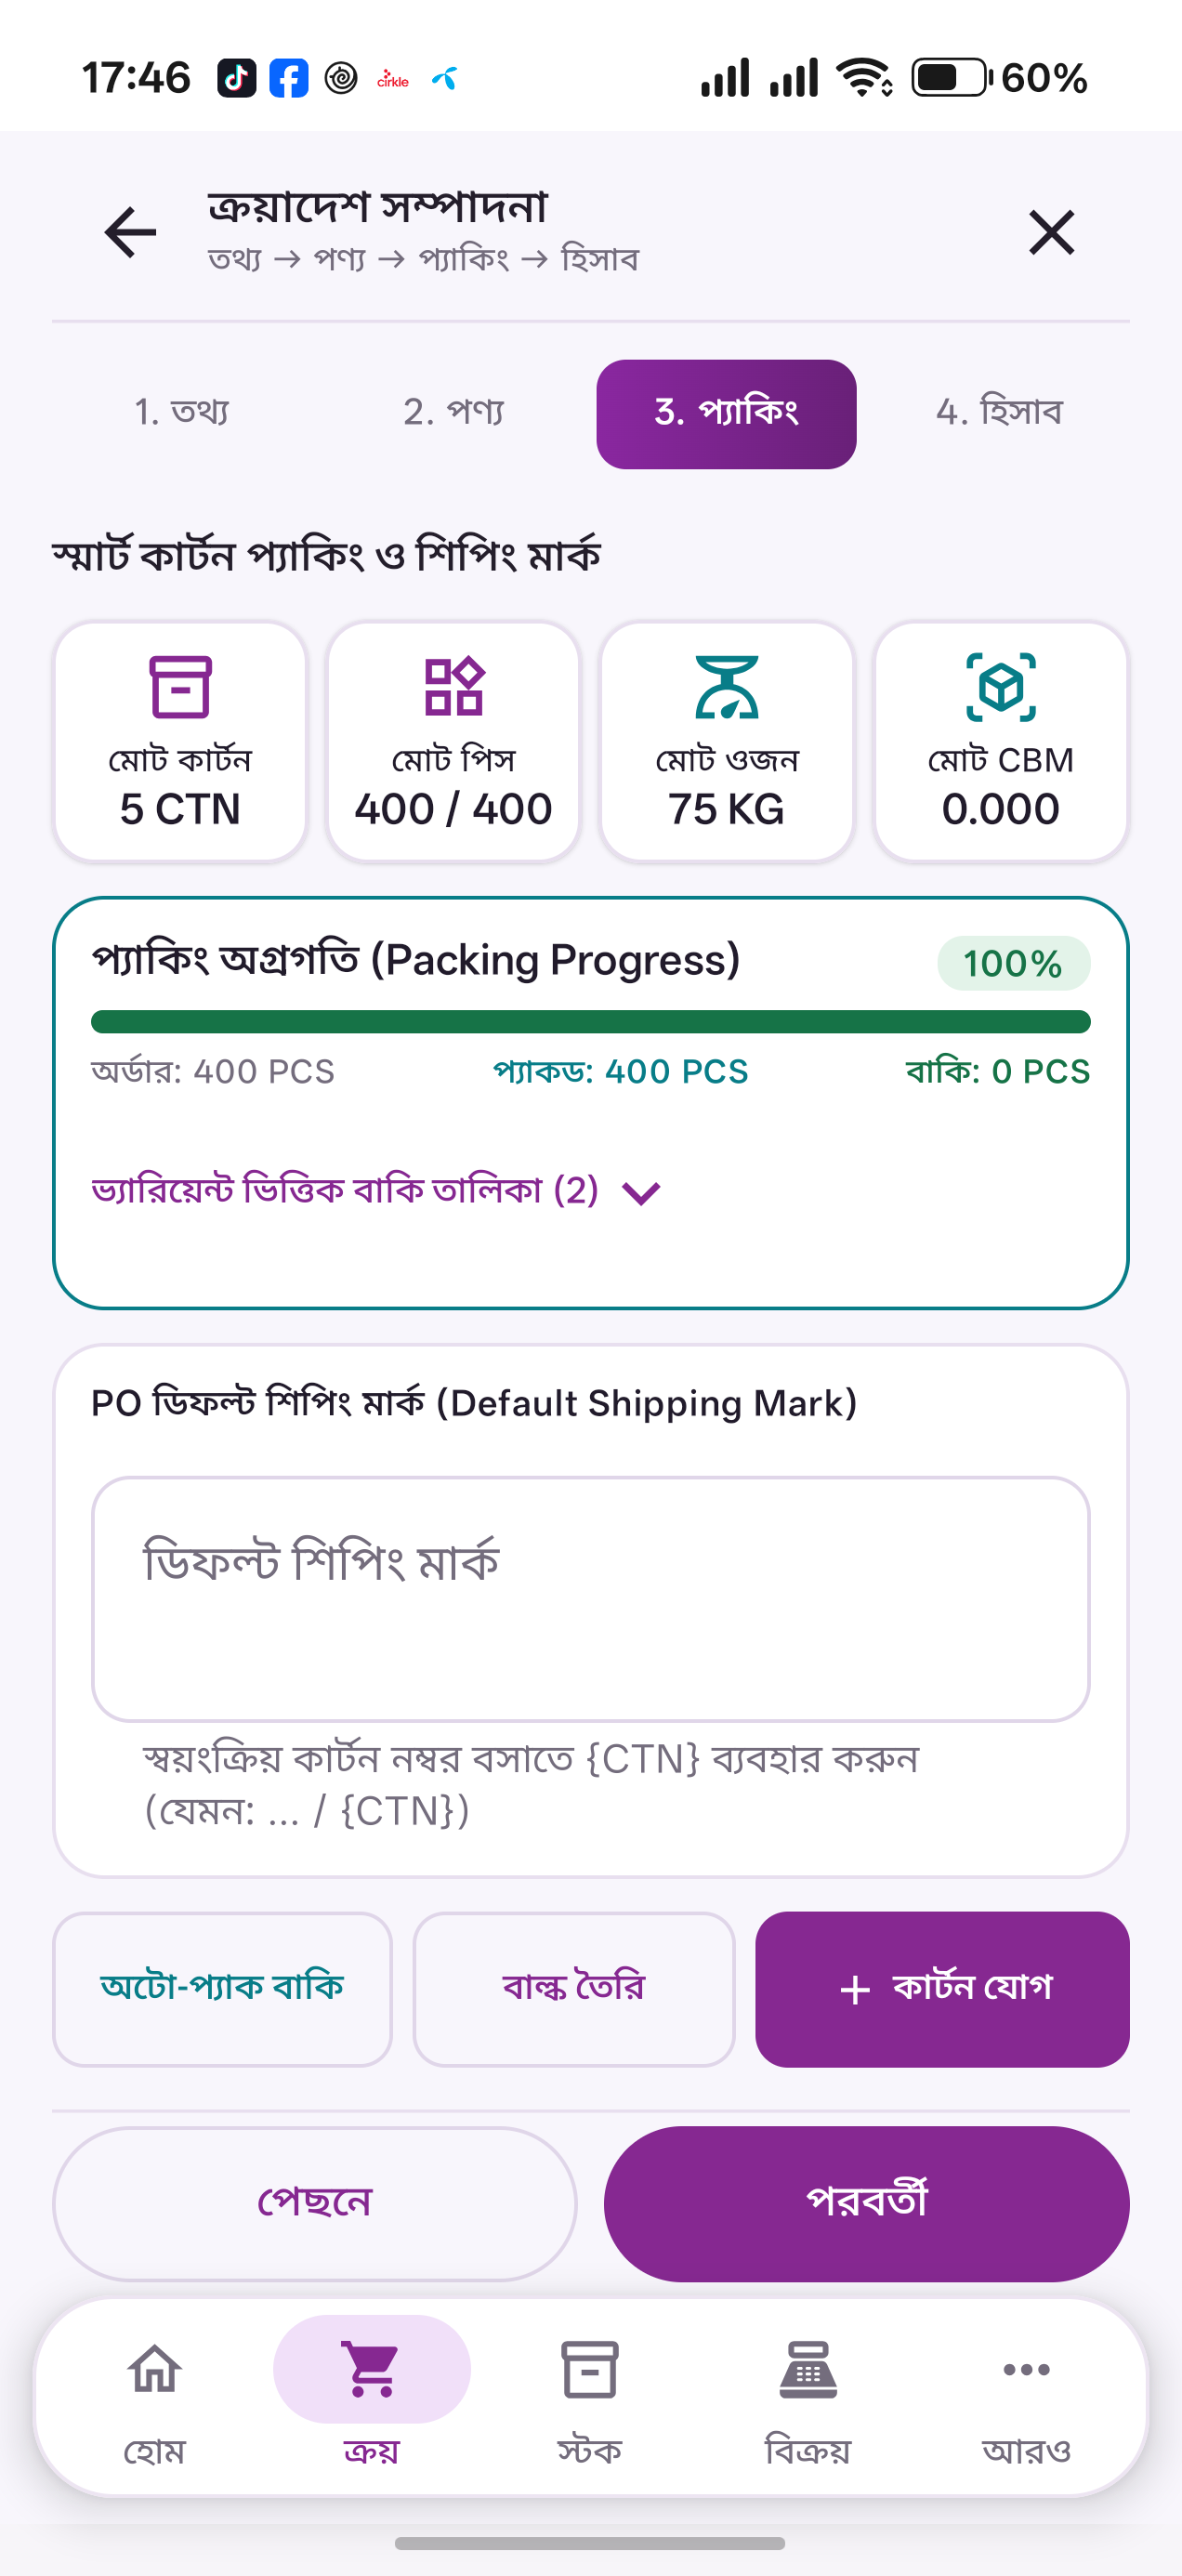 17:46
cirkle
60%
ক্রয়াদেশ সম্পাদনা
তথ্য → পণ্য → প্যাকিং → হিসাব
1. তথ্য
2. পণ্য
3. প্যাকিং
4. হিসাব
স্মার্ট কার্টন প্যাকিং ও শিপিং মার্ক
মোট কার্টন
5 CTN
মোট পিস
400 / 400
মোট ওজন
75 KG
মোট CBM
0.000
প্যাকিং অগ্রগতি (Packing Progress)
100%
অর্ডার: 400 PCS
প্যাকড: 400 PCS
বাকি: 0 PCS
ভ্যারিয়েন্ট ভিত্তিক বাকি তালিকা (2)
PO ডিফল্ট শিপিং মার্ক (Default Shipping Mark)
ডিফল্ট শিপিং মার্ক
স্বয়ংক্রিয় কার্টন নম্বর বসাতে {CTN} ব্যবহার করুন
(যেমন: ... / {CTN})
অটো-প্যাক বাকি
বাল্ক তৈরি
+ কার্টন যোগ
পেছনে
পরবর্তী
হোম
ক্রয়
স্টক
বিক্রয়
আরও